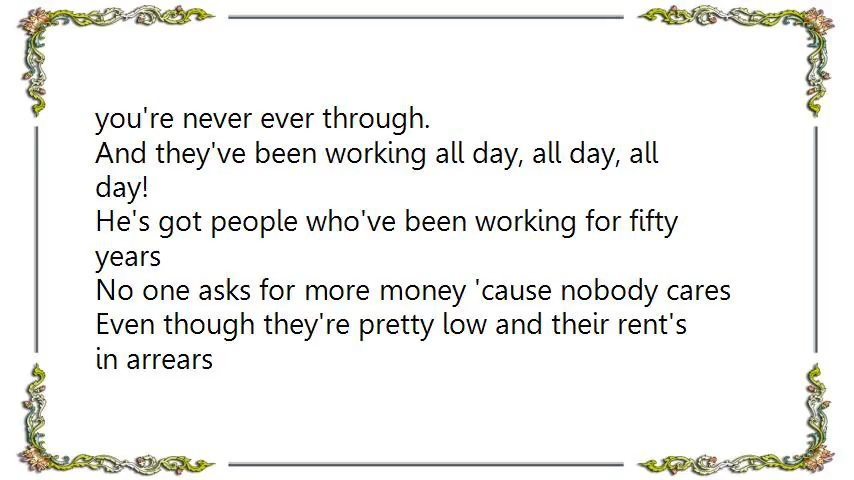 you're never ever through.
And they've been working all day, all day, all
day!
He's got people who've been working for fifty
years
No one asks for more money 'cause nobody cares
Even though they're pretty low and their rent's
in arrears